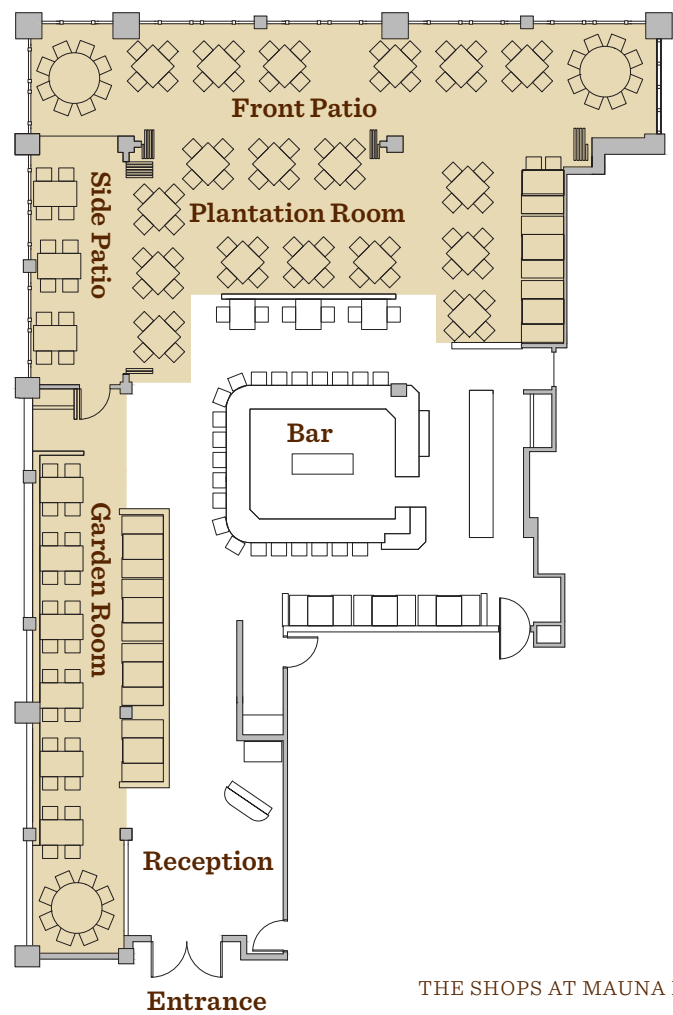 Front Patio
Side Patio
Plantation Room
Bar
Garden Room
Reception
THE SHOPS AT MAUNA
Entrance